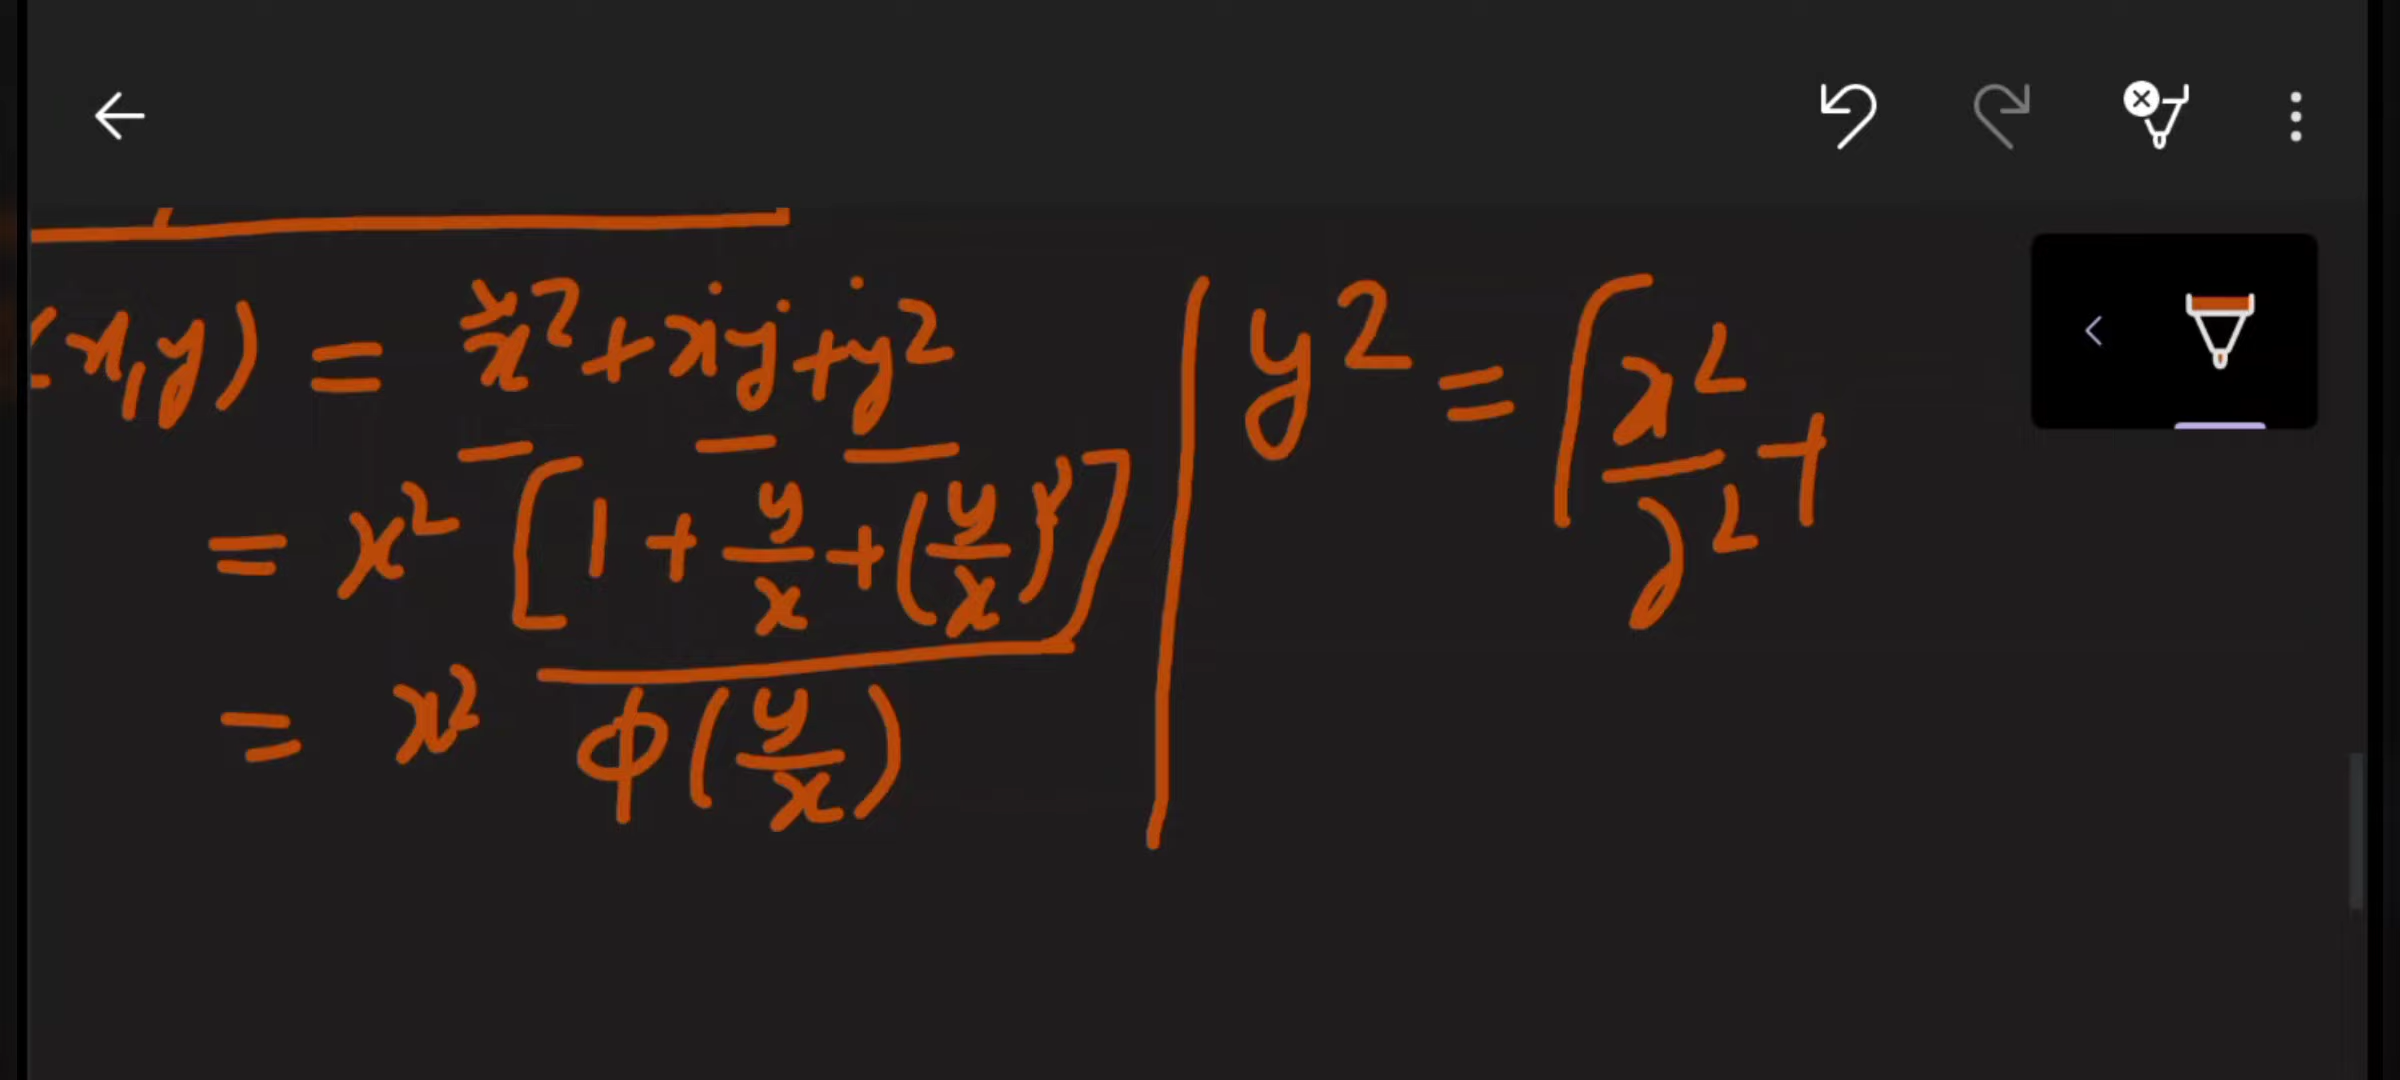 (x,y) = x²+xy+y²
= x² [1 + y/x + (y/x)²]
= x² φ(y/x)
y² = [x²/y² +